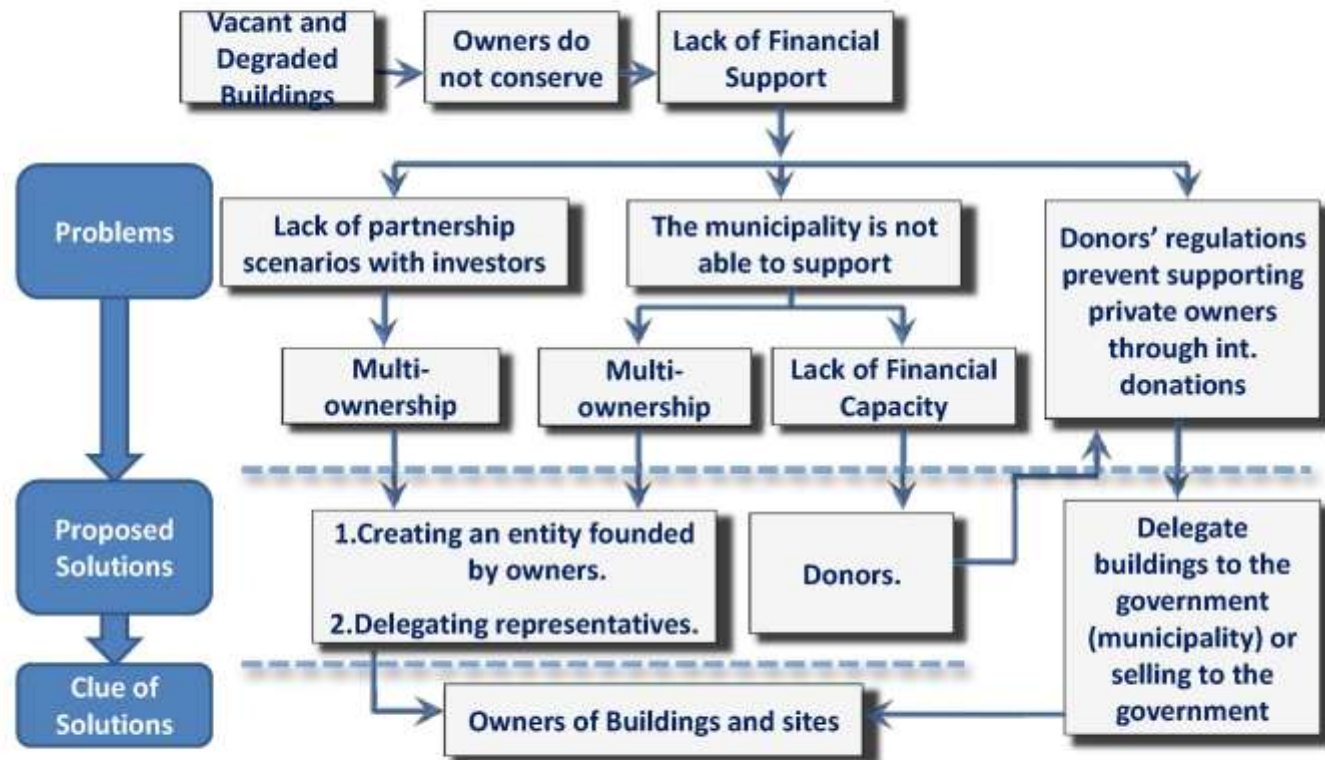 Vacant and
Degraded
Buildings
Owners do
not conserve
Lack of Financial
Support
Problems
Lack of partnership
scenarios with investors
The municipality is not
able to support
Donors' regulations
prevent supporting
private owners
through int.
donations
Multi-
ownership
Multi-
ownership
Lack of Financial
Capacity
Proposed
Solutions
1.Creating an entity founded
by owners.
2.Delegating representatives.
Donors.
Delegate
buildings to the
government
(municipality) or
selling to the
government
Clue of
Solutions
Owners of Buildings and sites